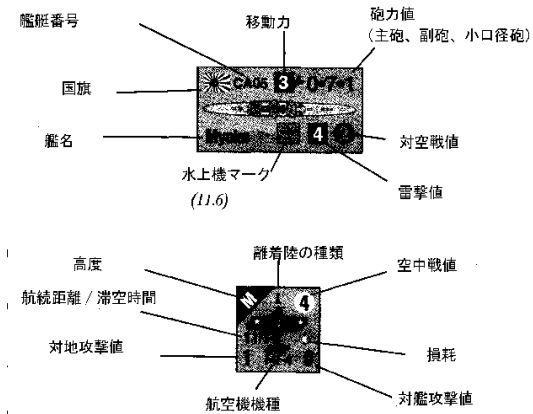 艦艇番号
移動力
砲力値
(主砲、副砲、小口径砲)
国旗
CA05 3 0-7-1
艦名
Myoko
4 2
対空戦値
水上機マーク
(11.6)
雷撃値
高度
離着陸の種類
空中戦値
M
4
航続距離 / 滞空時間
対地攻撃値
1
損耗
航空機機種
対艦攻撃値